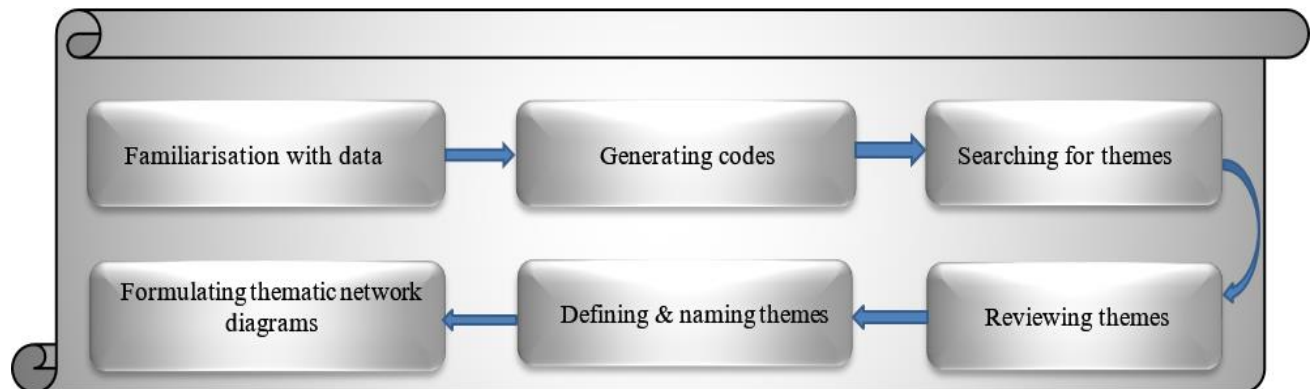 Familiarisation with data
Generating codes
Searching for themes
Reviewing themes
Defining & naming themes
Formulating thematic network
diagrams